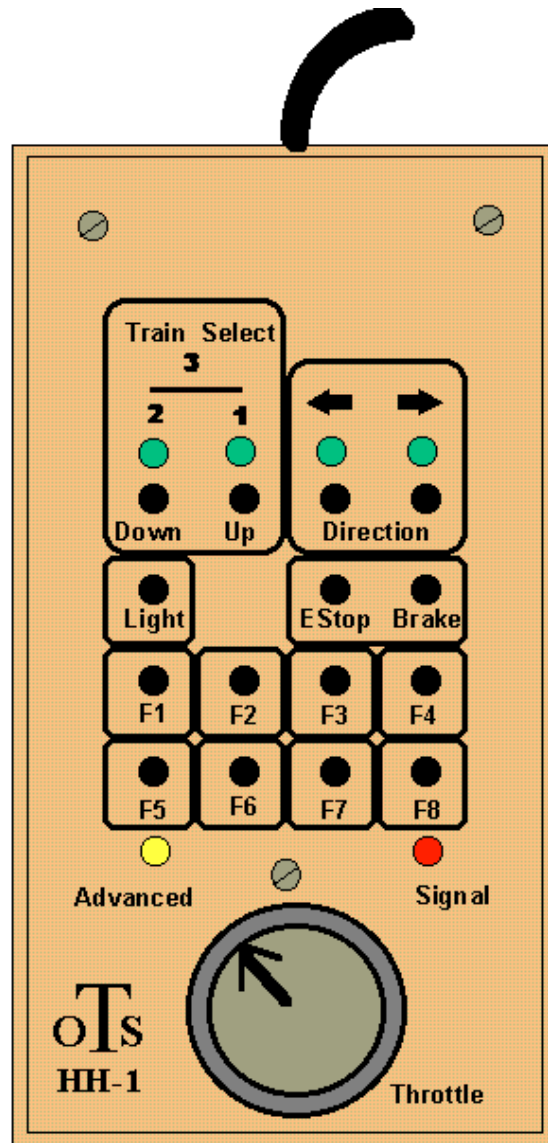 Train Select
3
2 1
Down Up
Direction
Light
EStop Brake
F1 F2 F3 F4
F5 F6 F7 F8
Advanced
Signal
OTS
HH-1
Throttle